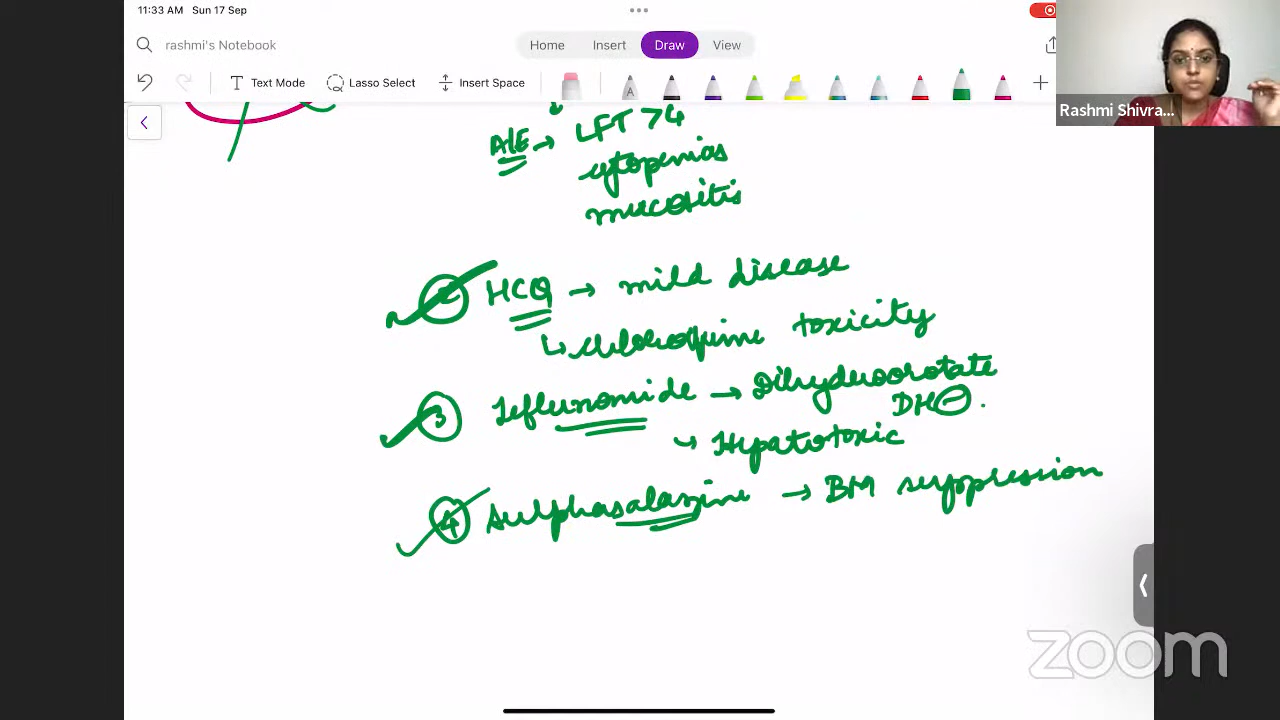 11:33 AM Sun 17 Sep
rashmi's Notebook
Home Insert Draw View
Text Mode Lasso Select Insert Space
Rashmi Shivra...
A/E → LFT >4
cytopenias
mucositis
② HCQ → mild disease
↳ chloroquine toxicity
③ Leflunomide → Dihydroorotate
DH⊖.
↳ Hepatotoxic
④ Sulphasalazine → BM suppression
zoom